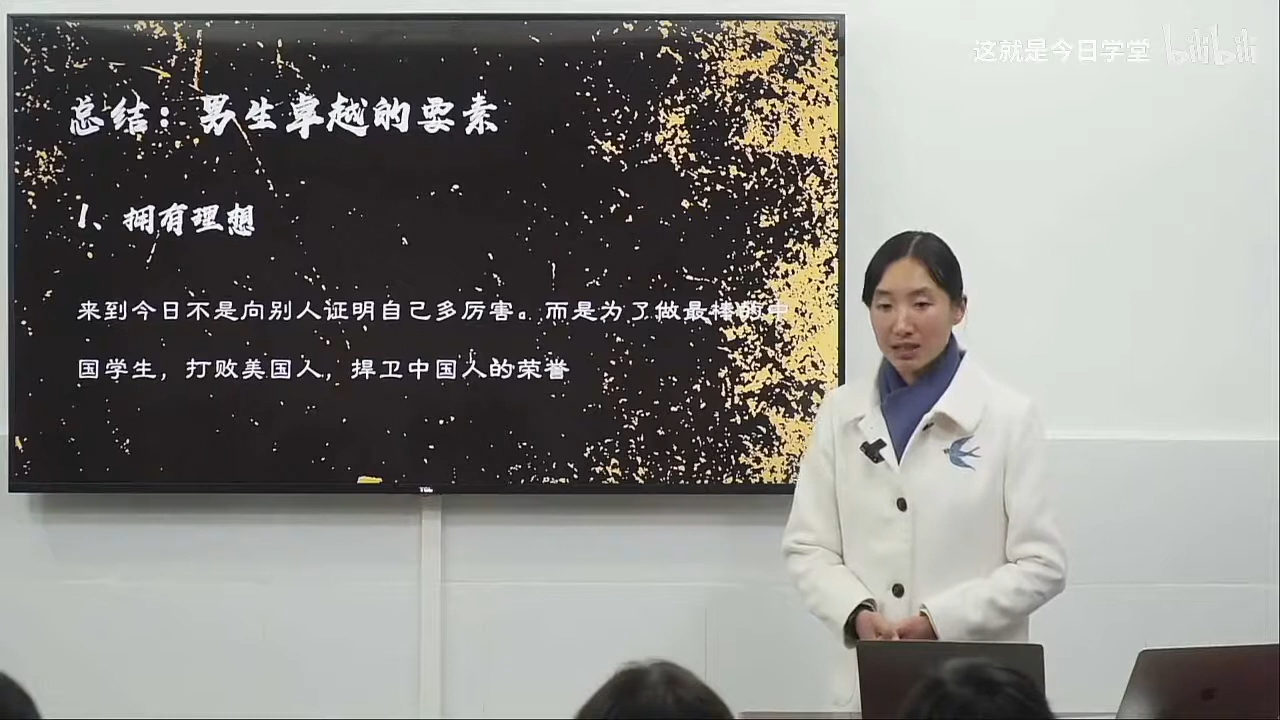 这就是今日学堂 bilibili
总结：男生卓越的要素
1、拥有理想
来到今日不是向别人证明自己多厉害。而是为了做最棒的中
国学生，打败美国人，捍卫中国人的荣誉
TCL